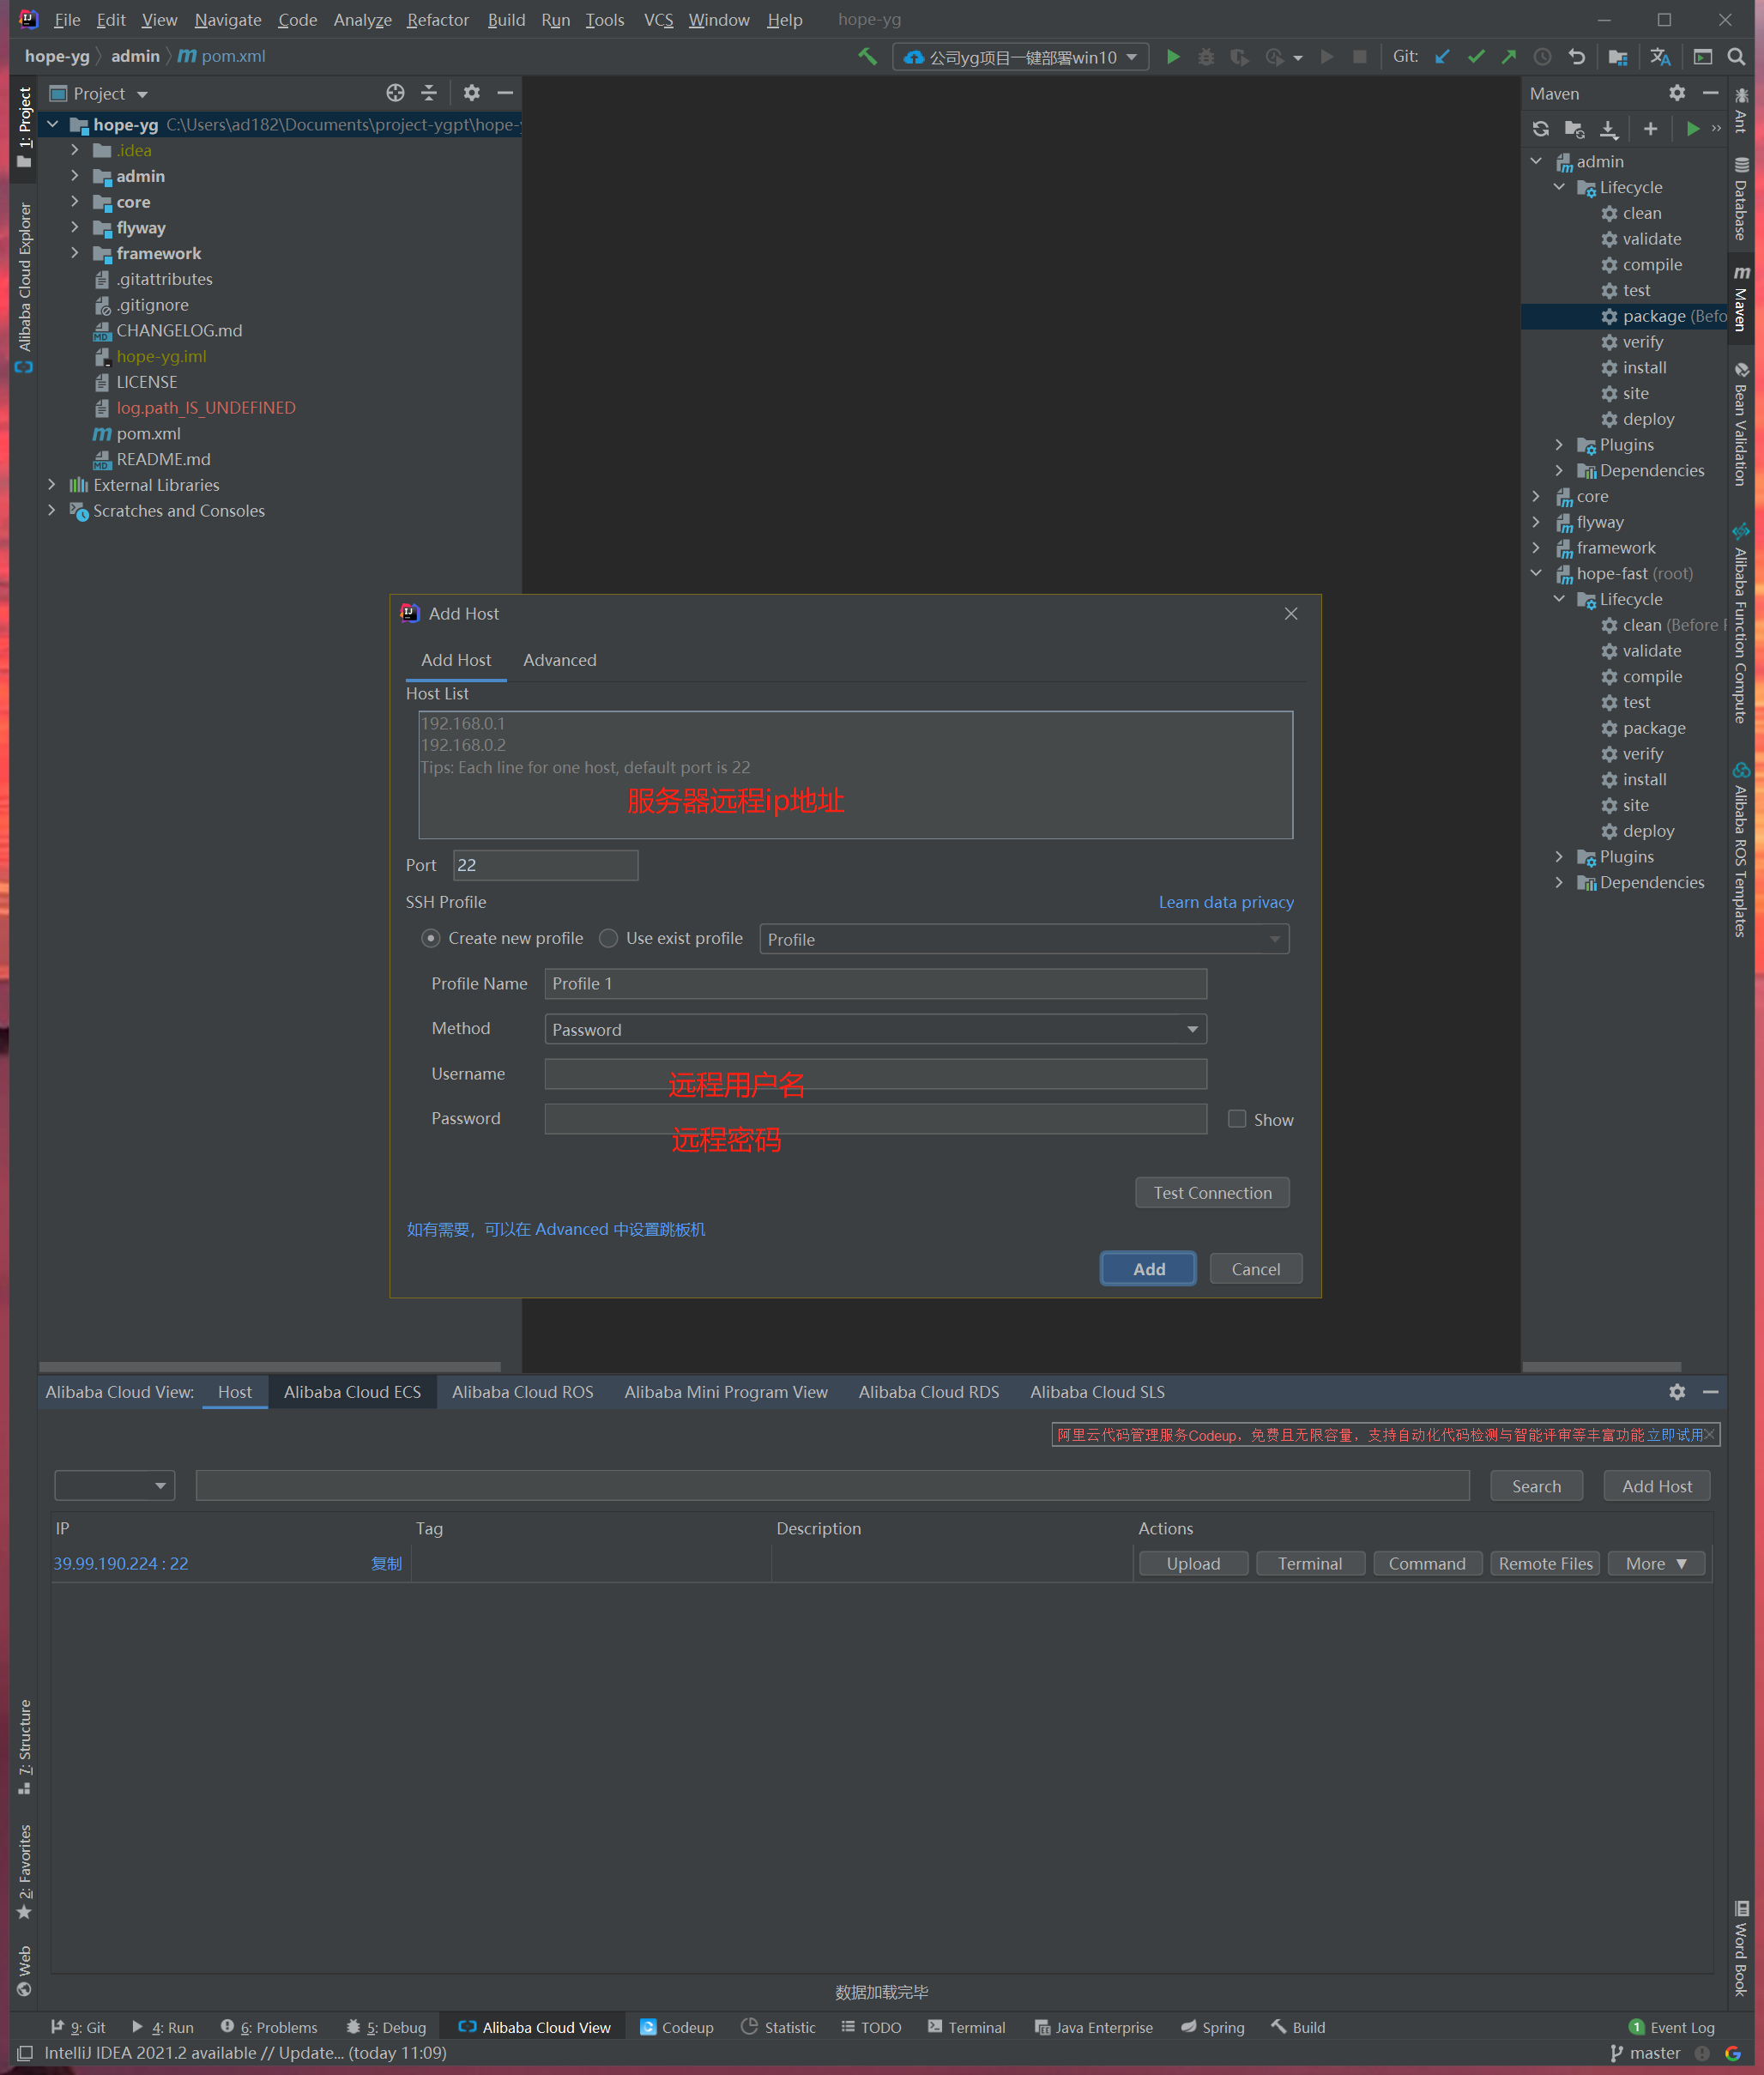 File Edit View Navigate Code Analyze Refactor Build Run Tools VCS Window Help hope-yg
hope-yg admin pom.xml 公司yg项目一键部署win10 Git:
1: Project
Alibaba Cloud Explorer
7: Structure
2: Favorites
Web
Project
hope-yg C:\Users\ad182\Documents\project-ygpt\hope-
.idea
admin
core
flyway
framework
.gitattributes
.gitignore
CHANGELOG.md
hope-yg.iml
LICENSE
log.path_IS_UNDEFINED
pom.xml
README.md
External Libraries
Scratches and Consoles
Add Host
Add Host Advanced
Host List
192.168.0.1
192.168.0.2
Tips: Each line for one host, default port is 22
服务器远程ip地址
Port 22
SSH Profile Learn data privacy
Create new profile Use exist profile Profile
Profile Name Profile 1
Method Password
Username
远程用户名
Password Show
远程密码
Test Connection
如有需要，可以在 Advanced 中设置跳板机
Add Cancel
Maven
admin
Lifecycle
clean
validate
compile
test
package (Befo
verify
install
site
deploy
Plugins
Dependencies
core
flyway
framework
hope-fast (root)
Lifecycle
clean (Before
validate
compile
test
package
verify
install
site
deploy
Plugins
Dependencies
Ant
Database
Maven
Bean Validation
Alibaba Function Compute
Alibaba ROS Templates
Word Book
Alibaba Cloud View: Host Alibaba Cloud ECS Alibaba Cloud ROS Alibaba Mini Program View Alibaba Cloud RDS Alibaba Cloud SLS
阿里云代码管理服务Codeup，免费且无限容量，支持自动化代码检测与智能评审等丰富功能 立即试用
Search Add Host
IP Tag Description Actions
39.99.190.224 : 22 复制 Upload Terminal Command Remote Files More ▼
数据加载完毕
9: Git 4: Run 6: Problems 5: Debug Alibaba Cloud View Codeup Statistic TODO Terminal Java Enterprise Spring Build 1 Event Log
IntelliJ IDEA 2021.2 available // Update... (today 11:09) master